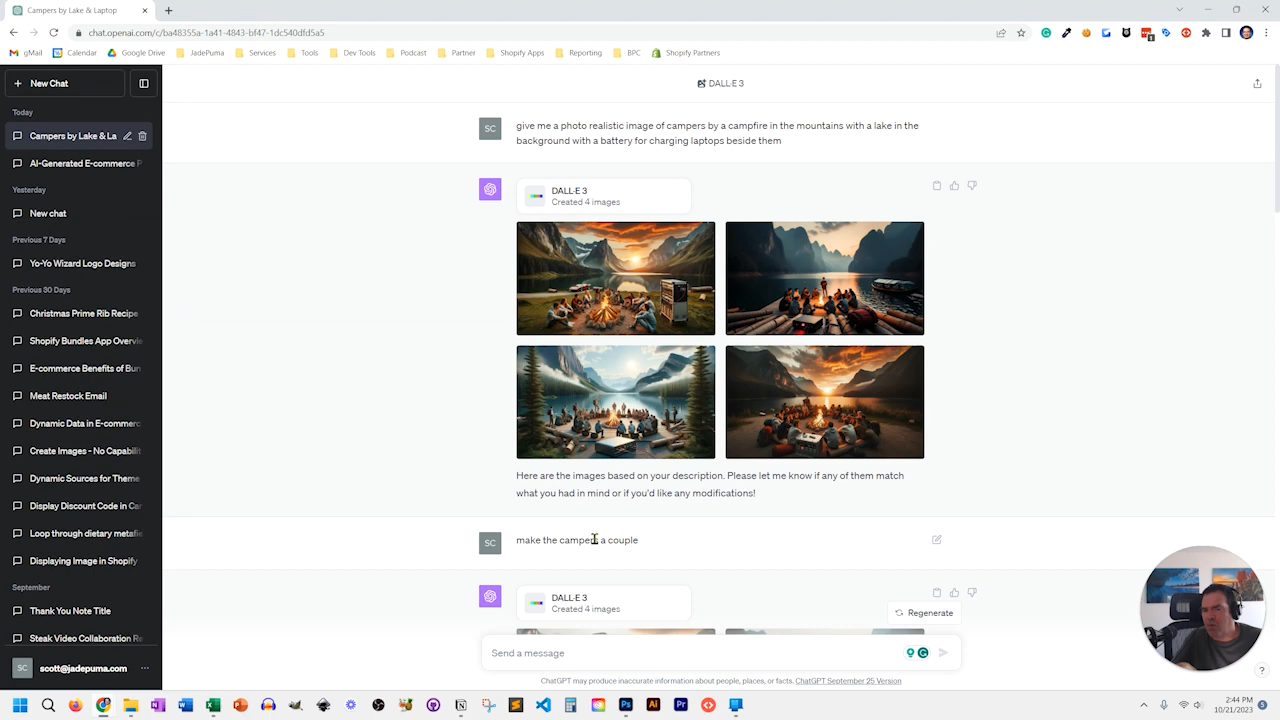 Campers by Lake & Laptop
chat.openai.com/c/ba48355a-1a41-4843-bf47-1dc540dfd5a5
gMail Calendar Google Drive JadePuma Services Tools Dev Tools Podcast Partner Shopify Apps Reporting BPC Shopify Partners
New Chat
DALL·E 3
Today
Campers by Lake & La
AI-Generated E-commerce P
Yesterday
New chat
Previous 7 Days
Yo-Yo Wizard Logo Designs
Previous 30 Days
Christmas Prime Rib Recipe
Shopify Bundles App Overvie
E-commerce Benefits of Bun
Meat Restock Email
Dynamic Data in E-commerc
Create Images - No Capabilit
Dynamic Sources for Theme
Display Discount Code in Car
Loop through dietary metafie
Displaying Image in Shopify
September
Thank You Note Title
Steak Video Collaboration Re
SC scott@jadepuma.com
SC
give me a photo realistic image of campers by a campfire in the mountains with a lake in the
background with a battery for charging laptops beside them
DALL·E 3
Created 4 images
Here are the images based on your description. Please let me know if any of them match
what you had in mind or if you'd like any modifications!
SC
make the campers a couple
DALL·E 3
Created 4 images
Regenerate
Send a message
ChatGPT may produce inaccurate information about people, places, or facts. ChatGPT September 25 Version
2:44 PM
10/21/2023